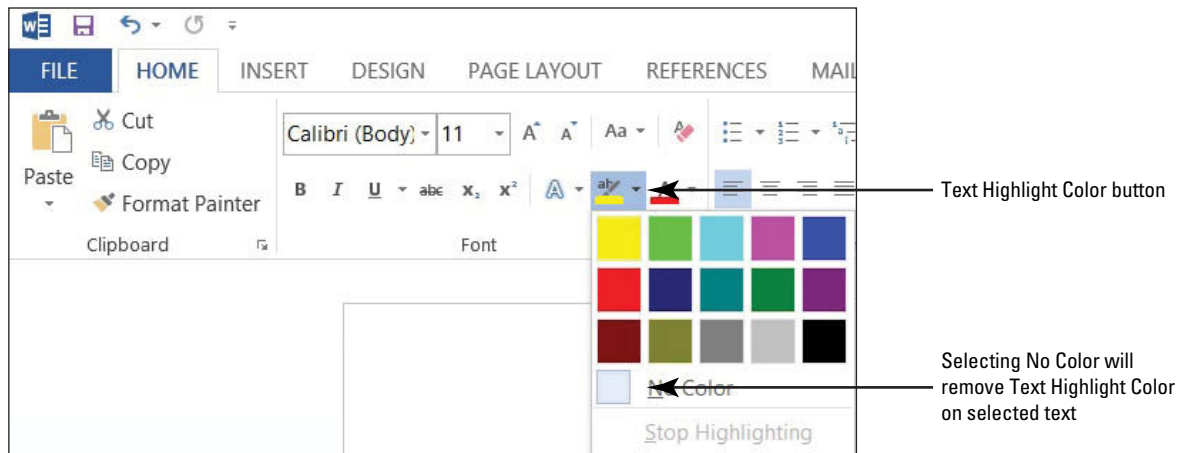 FILE HOME INSERT DESIGN PAGE LAYOUT REFERENCES MAIL
Cut
Copy
Paste
Format Painter
Clipboard
Calibri (Body) 11 A A Aa
B I U abc x₂ x² A ab A
Font
No Color
Stop Highlighting
Text Highlight Color button
Selecting No Color will
remove Text Highlight Color
on selected text